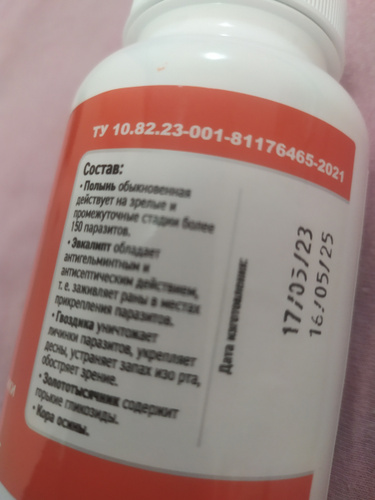 ТУ 10.82.23-001-81176465-2021
Состав:
• Полынь обыкновенная
действует на зрелые и
промежуточные стадии более
150 паразитов.
• Эвкалипт обладает
антигельминтным и
антисептическим действием,
т. е. заживляет раны в местах
прикрепления паразитов.
• Гвоздика уничтожает
личинки паразитов, укрепляет
десны, устраняет запах изо рта,
обостряет зрение.
• Золототысячник содержит
горькие гликозиды.
• Кора осины.
Дата изготовления:
17/05/23
16/05/25